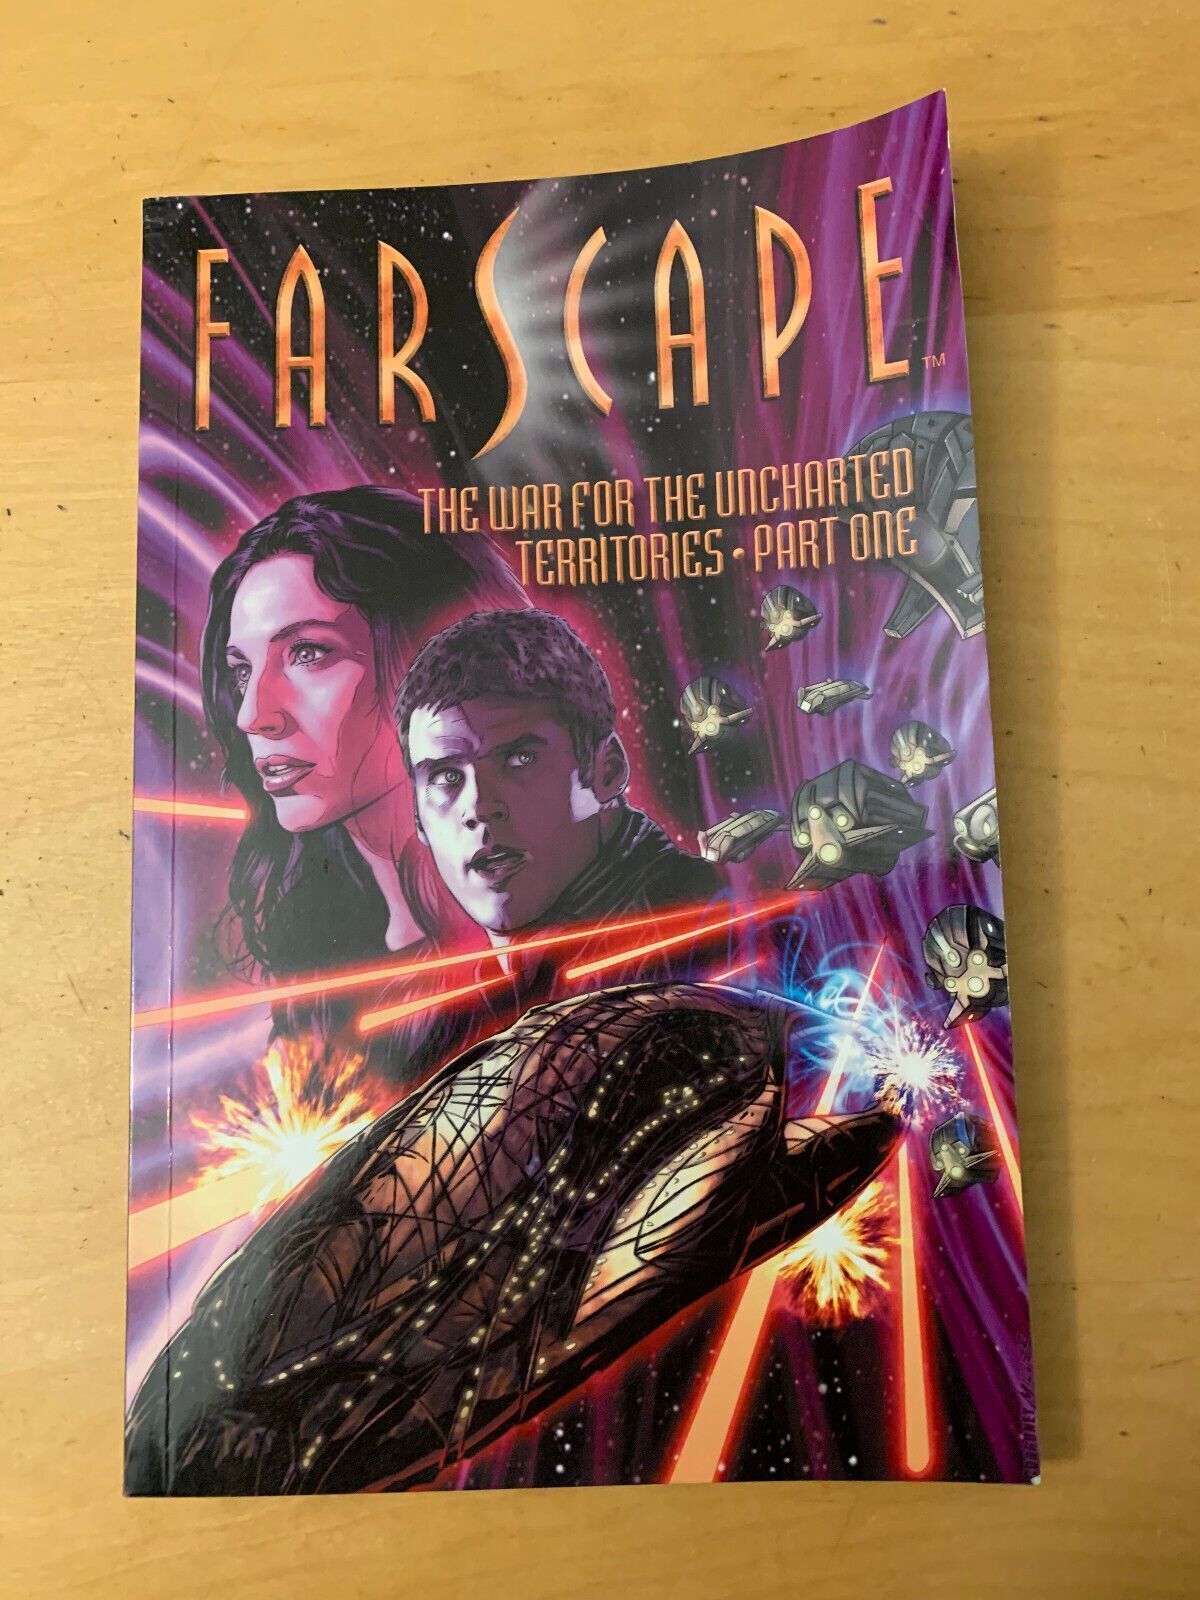 FARSCAPE™
THE WAR FOR THE UNCHARTED
TERRITORIES • PART ONE